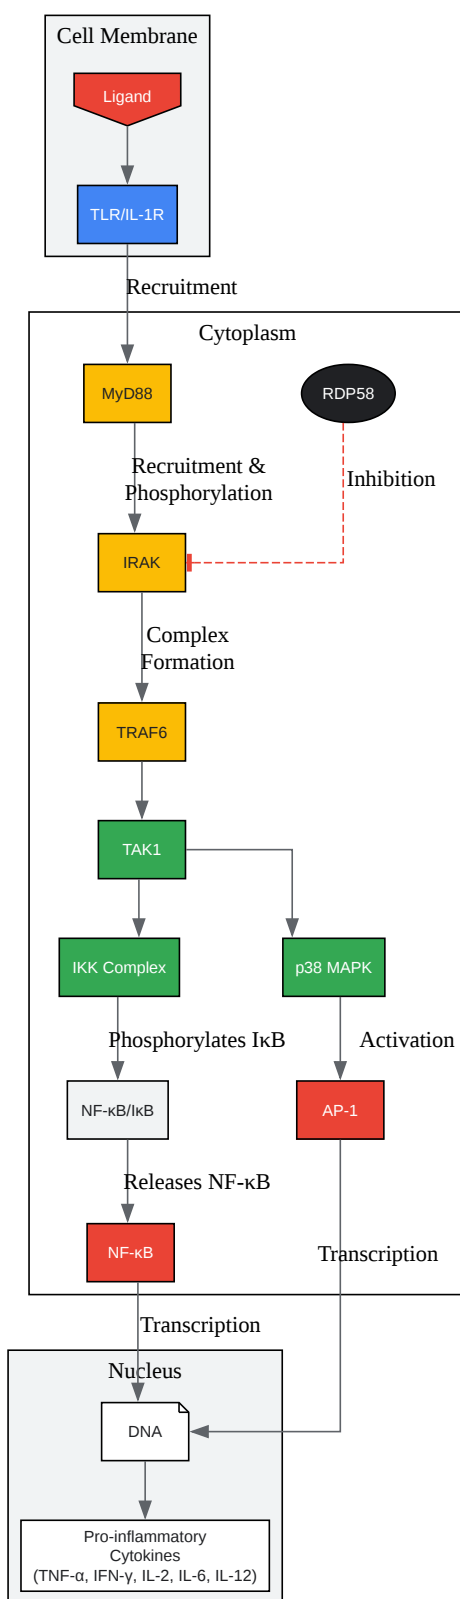 Cell Membrane
Ligand
TLR/IL-1R
Recruitment
Cytoplasm
MyD88
RDP58
Recruitment &
Phosphorylation
Inhibition
IRAK
Complex
Formation
TRAF6
TAK1
IKK Complex
p38 MAPK
Phosphorylates IκB
Activation
NF-κB/IκB
AP-1
Releases NF-κB
NF-κB
Transcription
Transcription
Nucleus
DNA
Pro-inflammatory
Cytokines
(TNF-α, IFN-γ, IL-2, IL-6, IL-12)